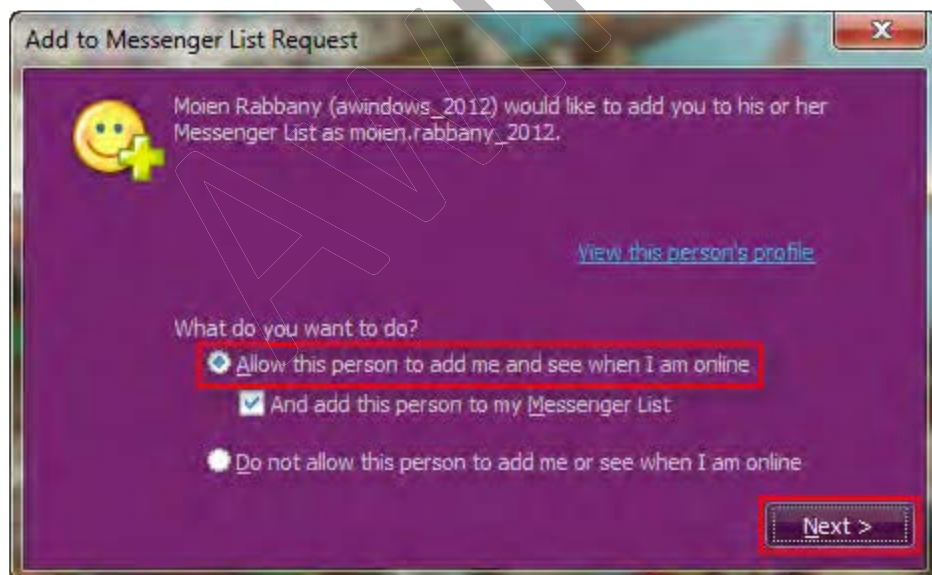 Add to Messenger List Request
Moien Rabbany (awindows_2012) would like to add you to his or her
Messenger List as moien.rabbany_2012.
View this person's profile
What do you want to do?
Allow this person to add me and see when I am online
And add this person to my Messenger List
Do not allow this person to add me or see when I am online
Next >